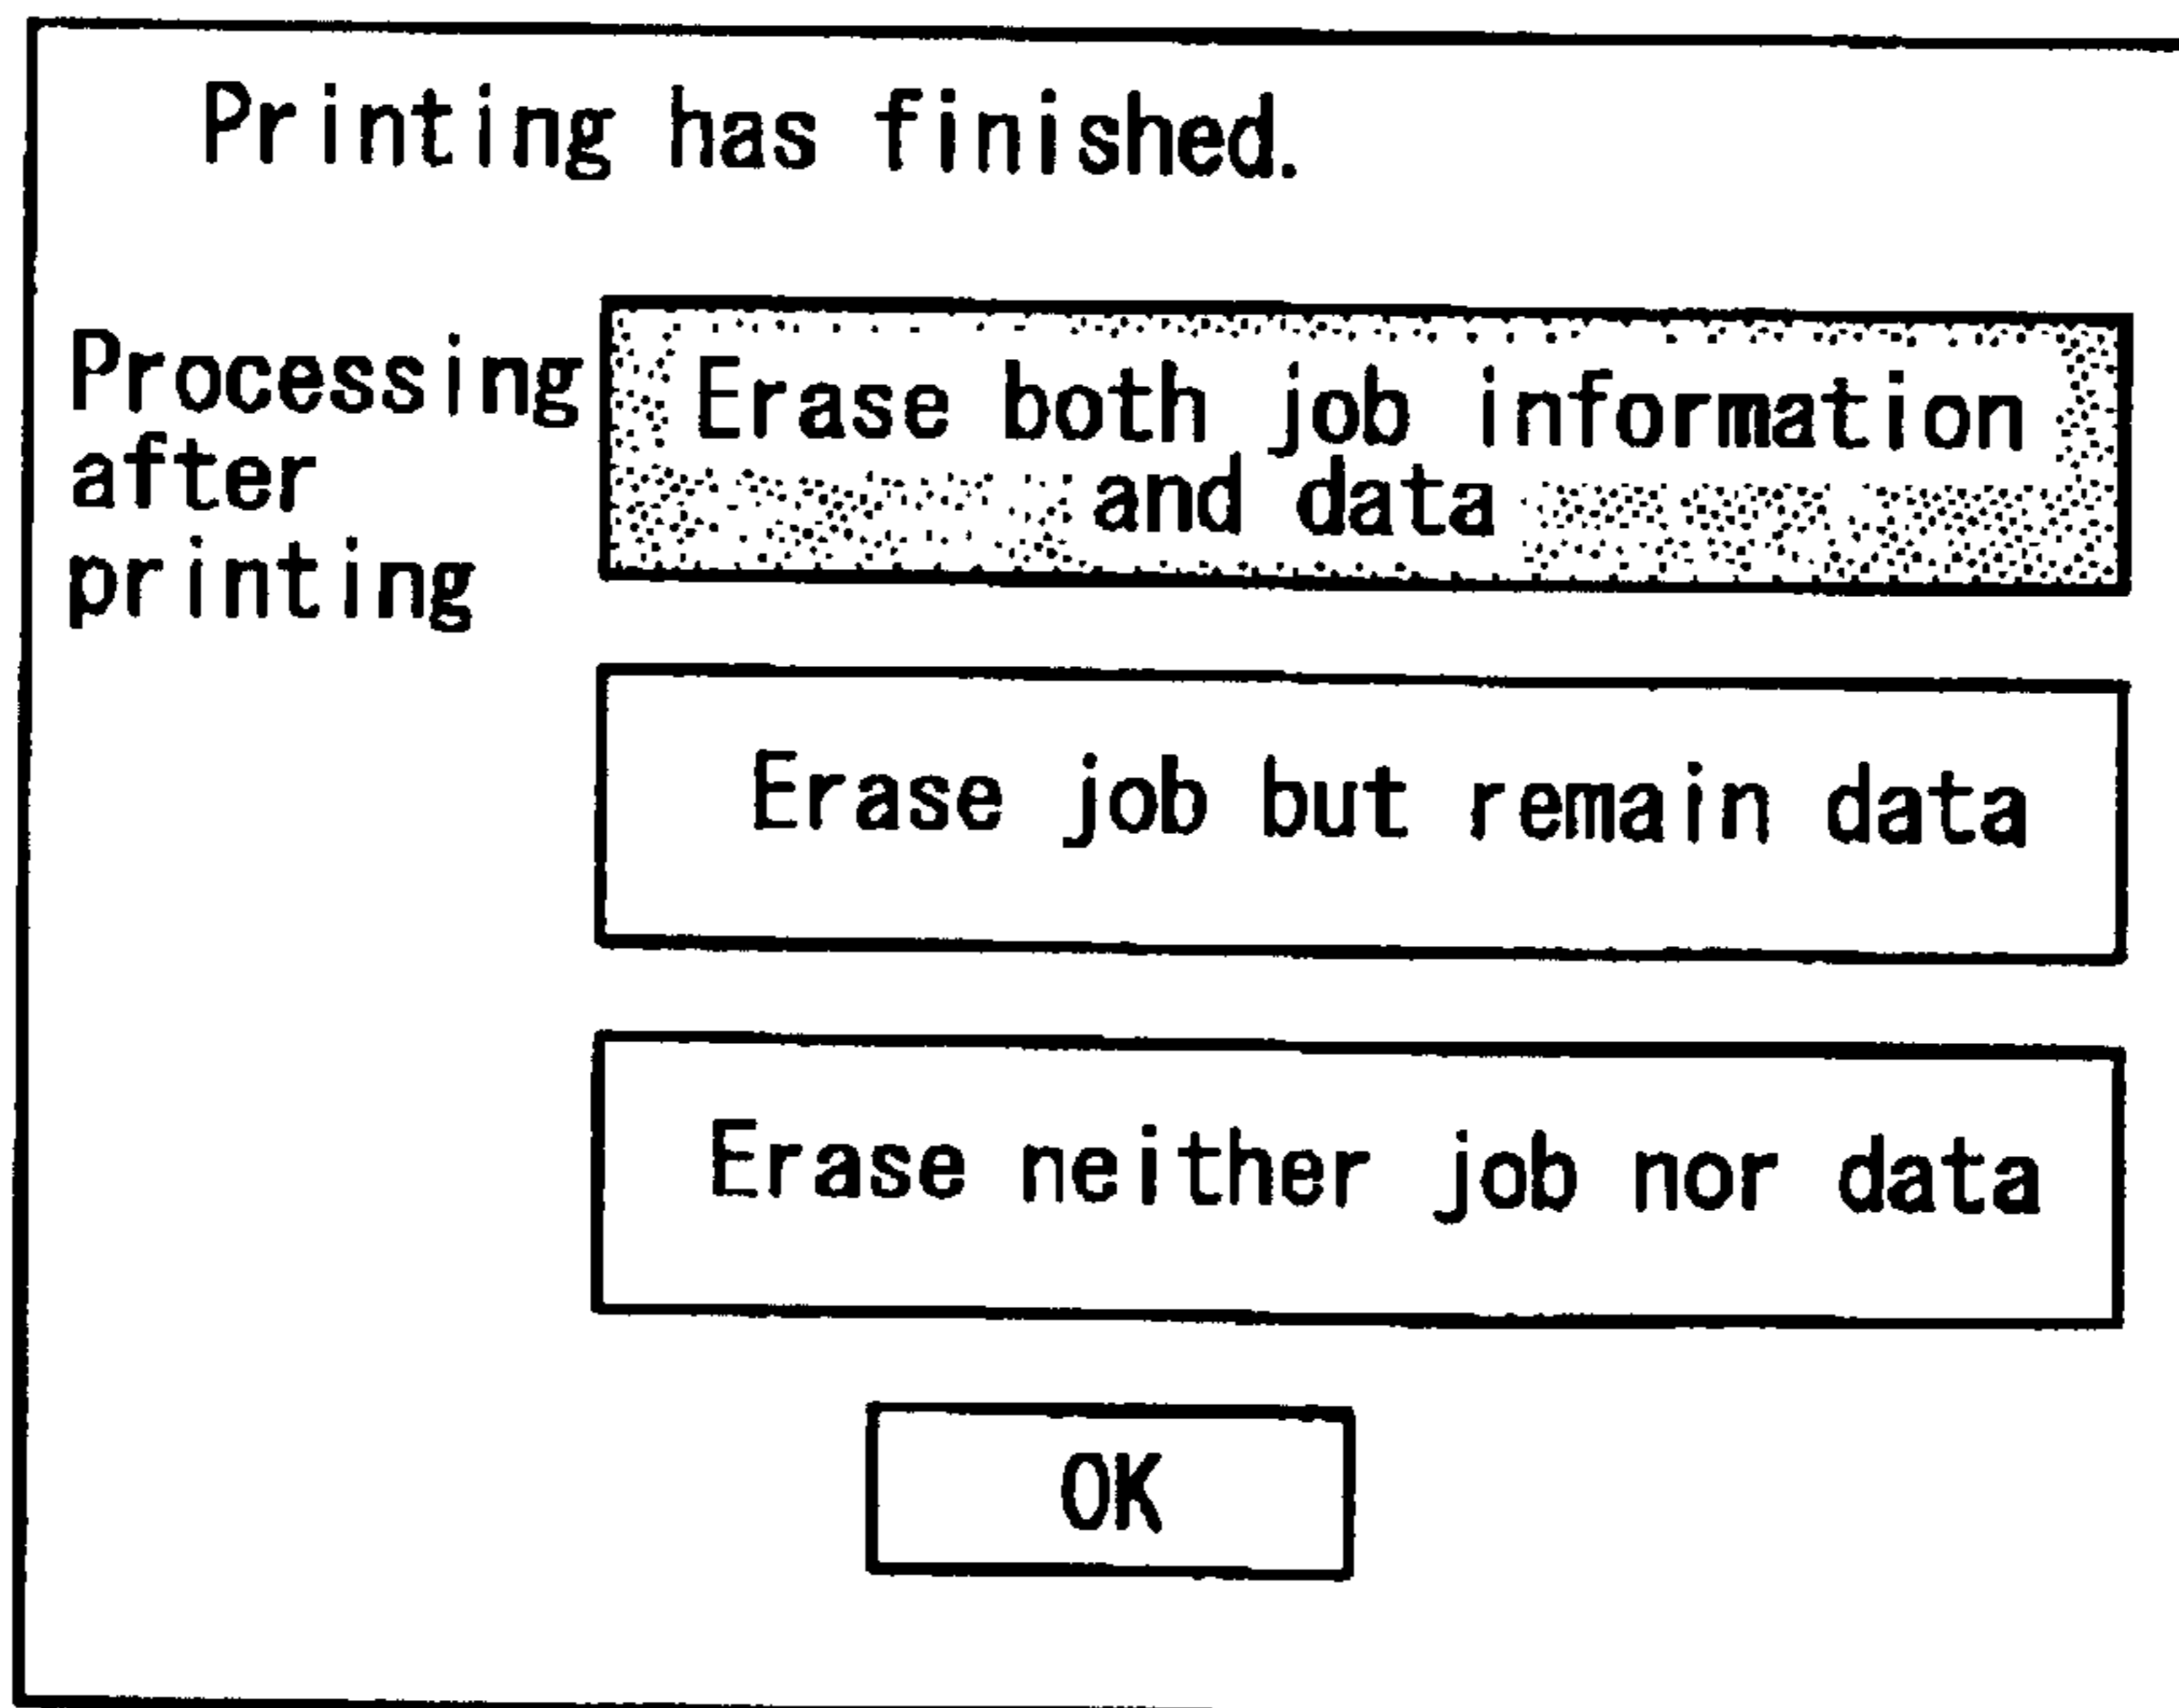 Printing has finished.
Processing
after
printing
Erase both job information
and data
Erase job but remain data
Erase neither job nor data
OK